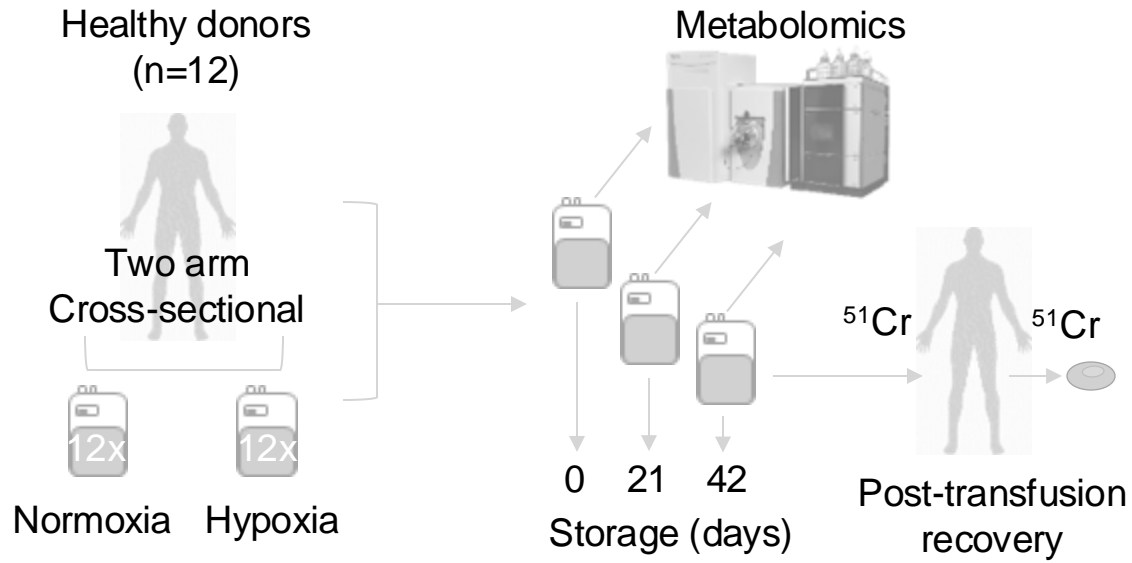 Healthy donors
(n=12)
Two arm
Cross-sectional
12x 12x
Normoxia Hypoxia
Metabolomics
0 21 42
Storage (days)
⁵¹Cr ⁵¹Cr
Post-transfusion
recovery